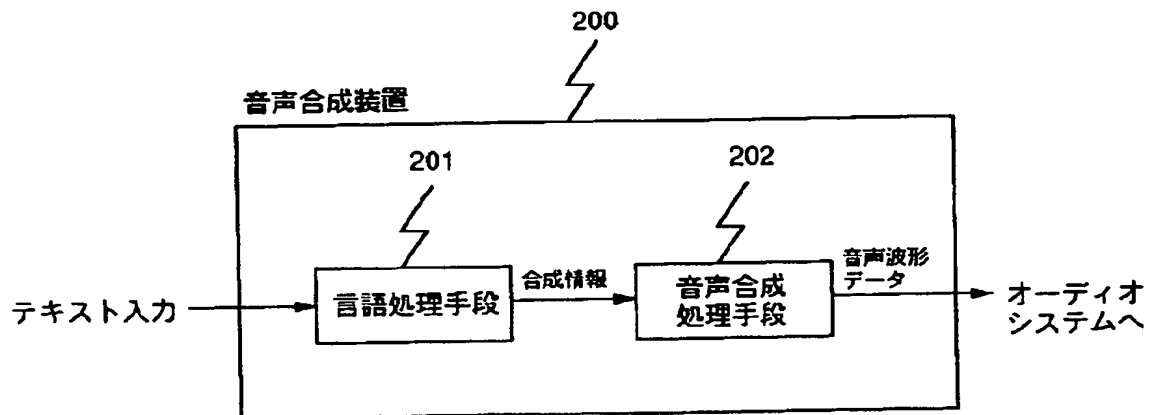 200
音声合成装置
201
202
テキスト入力
言語処理手段
合成情報
音声合成
処理手段
音声波形
データ
オーディオ
システムへ